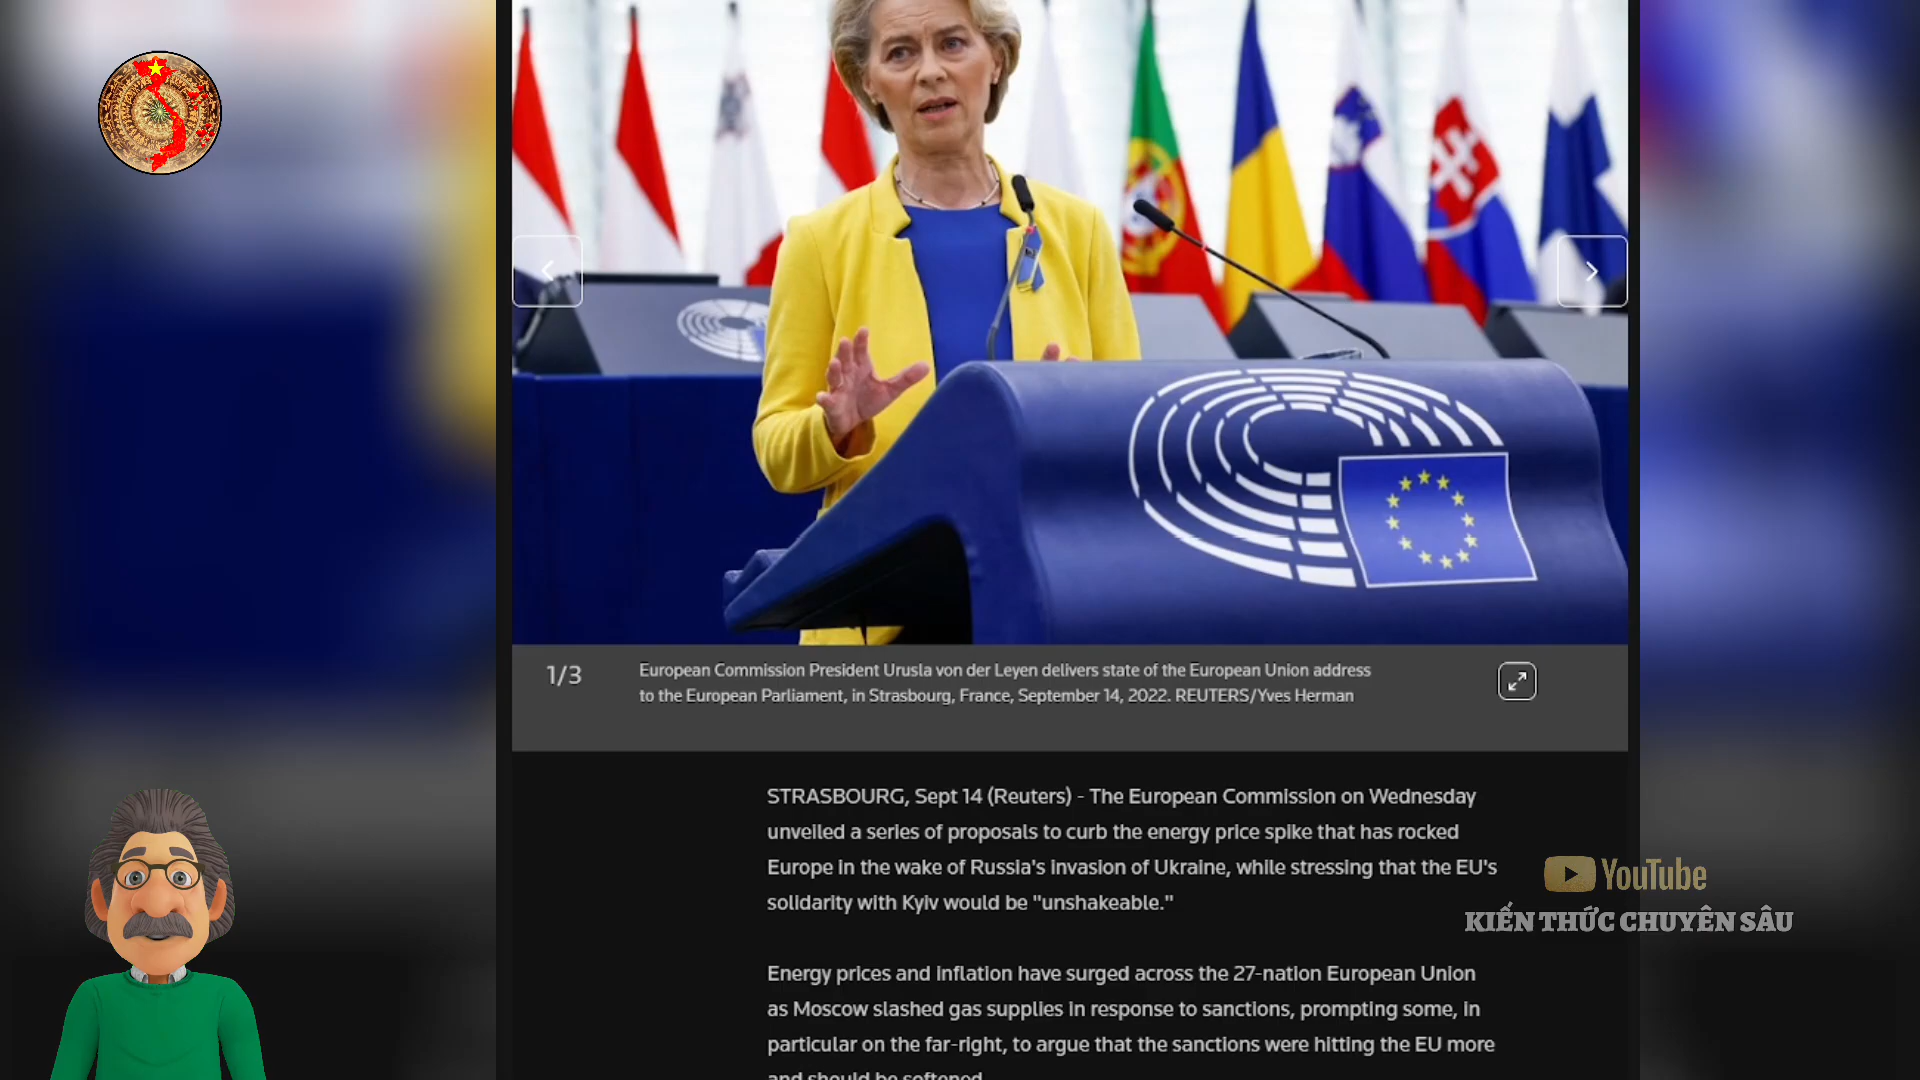 1/3
European Commission President Urusla von der Leyen delivers state of the European Union address
to the European Parliament, in Strasbourg, France, September 14, 2022. REUTERS/Yves Herman
STRASBOURG, Sept 14 (Reuters) - The European Commission on Wednesday
unveiled a series of proposals to curb the energy price spike that has rocked
Europe in the wake of Russia's invasion of Ukraine, while stressing that the EU's
solidarity with Kyiv would be "unshakeable."
YouTube
KIẾN THỨC CHUYÊN SÂU
Energy prices and inflation have surged across the 27-nation European Union
as Moscow slashed gas supplies in response to sanctions, prompting some, in
particular on the far-right, to argue that the sanctions were hitting the EU more
and should be softened.